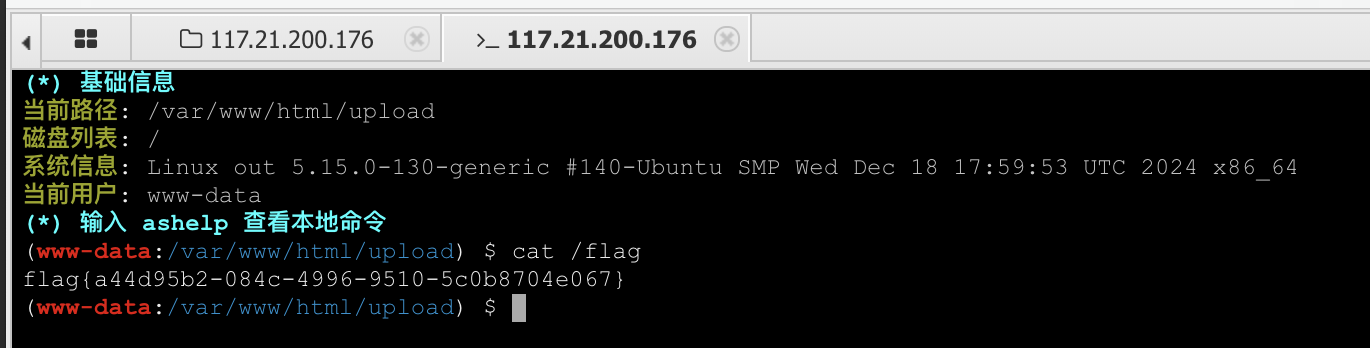 117.21.200.176 >_ 117.21.200.176
(*) 基础信息
当前路径: /var/www/html/upload
磁盘列表: /
系统信息: Linux out 5.15.0-130-generic #140-Ubuntu SMP Wed Dec 18 17:59:53 UTC 2024 x86_64
当前用户: www-data
(*) 输入 ashelp 查看本地命令
(www-data:/var/www/html/upload) $ cat /flag
flag{a44d95b2-084c-4996-9510-5c0b8704e067}
(www-data:/var/www/html/upload) $